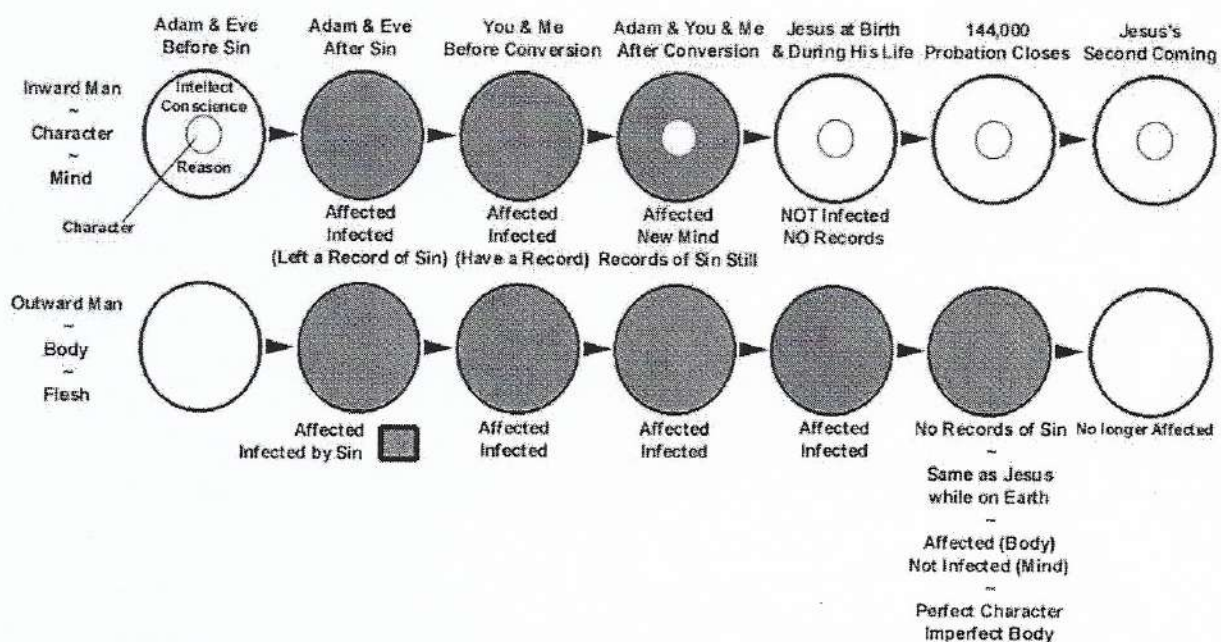 Adam & Eve
Before Sin
Adam & Eve
After Sin
You & Me
Before Conversion
Adam & You & Me
After Conversion
Jesus at Birth
& During His Life
144,000
Probation Closes
Jesus's
Second Coming
Inward Man
~
Character
~
Mind
Intellect
Conscience
Reason
Character
Affected
Infected
(Left a Record of Sin)
Affected
Infected
(Have a Record)
Affected
New Mind
Records of Sin Still
NOT Infected
NO Records
Outward Man
~
Body
~
Flesh
Affected
Infected by Sin
Affected
Infected
Affected
Infected
Affected
Infected
No Records of Sin
~
Same as Jesus
while on Earth
~
Affected (Body)
Not Infected (Mind)
~
Perfect Character
Imperfect Body
No longer Affected